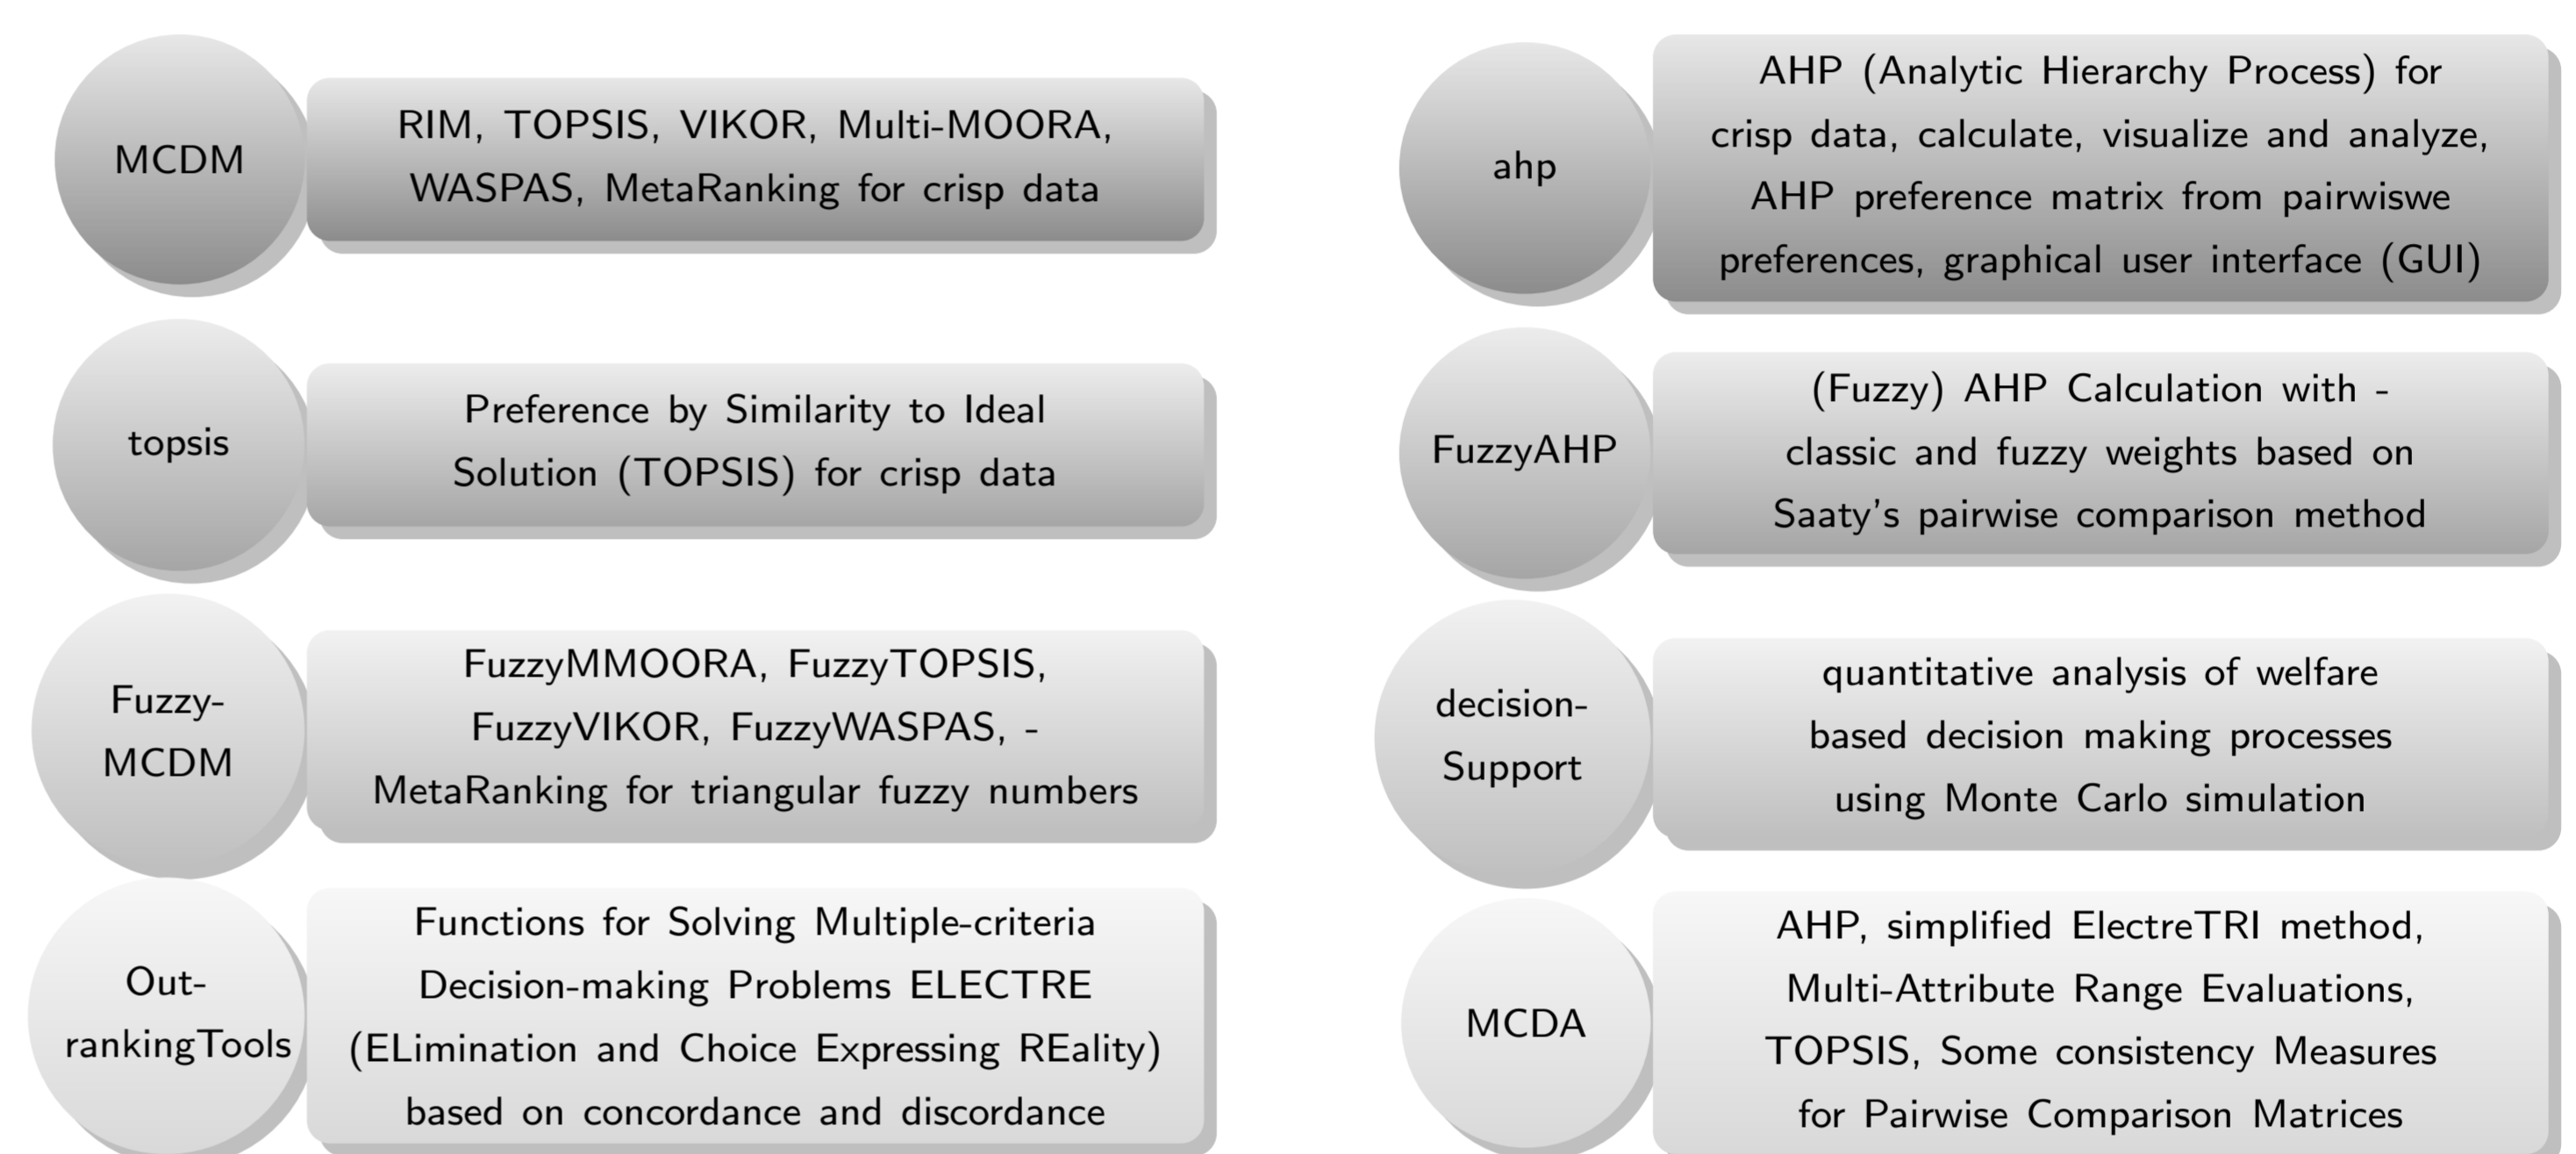 MCDM
RIM, TOPSIS, VIKOR, Multi-MOORA,
WASPAS, MetaRanking for crisp data
topsis
Preference by Similarity to Ideal
Solution (TOPSIS) for crisp data
Fuzzy-
MCDM
FuzzyMMOORA, FuzzyTOPSIS,
FuzzyVIKOR, FuzzyWASPAS, -
MetaRanking for triangular fuzzy numbers
Out-
rankingTools
Functions for Solving Multiple-criteria
Decision-making Problems ELECTRE
(ELimination and Choice Expressing REality)
based on concordance and discordance
ahp
AHP (Analytic Hierarchy Process) for
crisp data, calculate, visualize and analyze,
AHP preference matrix from pairwiswe
preferences, graphical user interface (GUI)
FuzzyAHP
(Fuzzy) AHP Calculation with -
classic and fuzzy weights based on
Saaty's pairwise comparison method
decision-
Support
quantitative analysis of welfare
based decision making processes
using Monte Carlo simulation
MCDA
AHP, simplified ElectreTRI method,
Multi-Attribute Range Evaluations,
TOPSIS, Some consistency Measures
for Pairwise Comparison Matrices